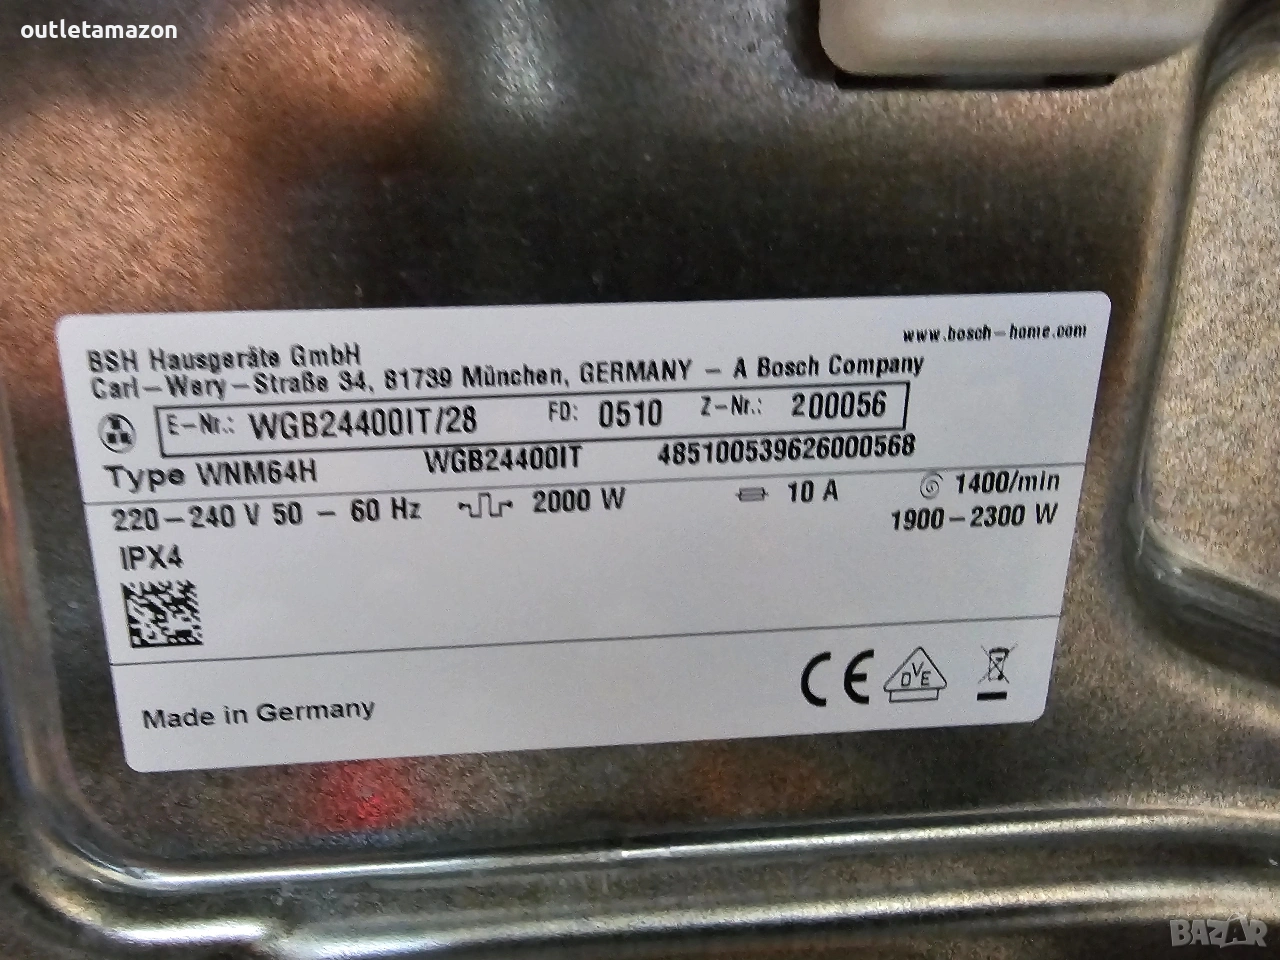 outletamazon
www.bosch-home.com
BSH Hausgeräte GmbH
Carl-Wery-Straße 34, 81739 München, GERMANY - A Bosch Company
E-Nr.: WGB24400IT/28 FD: 0510 Z-Nr.: 200056
Type WNM64H WGB24400IT 485100539626000568
220-240 V 50 - 60 Hz 2000 W 10 A 1400/min
1900-2300 W
IPX4
Made in Germany
CE DVE
BAZAR